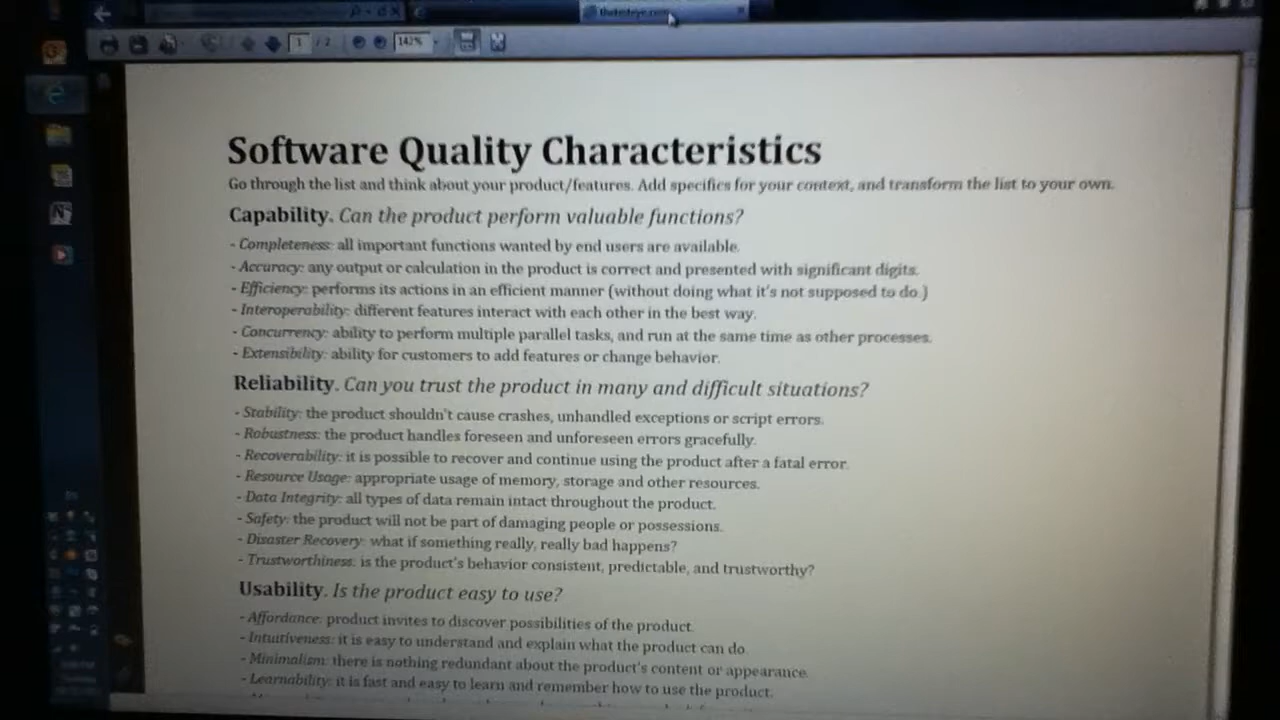 1 / 2
142%
Software Quality Characteristics
Go through the list and think about your product/features. Add specifics for your context, and transform the list to your own.
Capability. Can the product perform valuable functions?
- Completeness: all important functions wanted by end users are available.
- Accuracy: any output or calculation in the product is correct and presented with significant digits.
- Efficiency: performs its actions in an efficient manner (without doing what it's not supposed to do.)
- Interoperability: different features interact with each other in the best way.
- Concurrency: ability to perform multiple parallel tasks, and run at the same time as other processes.
- Extensibility: ability for customers to add features or change behavior.
Reliability. Can you trust the product in many and difficult situations?
- Stability: the product shouldn't cause crashes, unhandled exceptions or script errors.
- Robustness: the product handles foreseen and unforeseen errors gracefully.
- Recoverability: it is possible to recover and continue using the product after a fatal error.
- Resource Usage: appropriate usage of memory, storage and other resources.
- Data Integrity: all types of data remain intact throughout the product.
- Safety: the product will not be part of damaging people or possessions.
- Disaster Recovery: what if something really, really bad happens?
- Trustworthiness: is the product's behavior consistent, predictable, and trustworthy?
Usability. Is the product easy to use?
- Affordance: product invites to discover possibilities of the product.
- Intuitiveness: it is easy to understand and explain what the product can do.
- Minimalism: there is nothing redundant about the product's content or appearance.
- Learnability: it is fast and easy to learn and remember how to use the product.